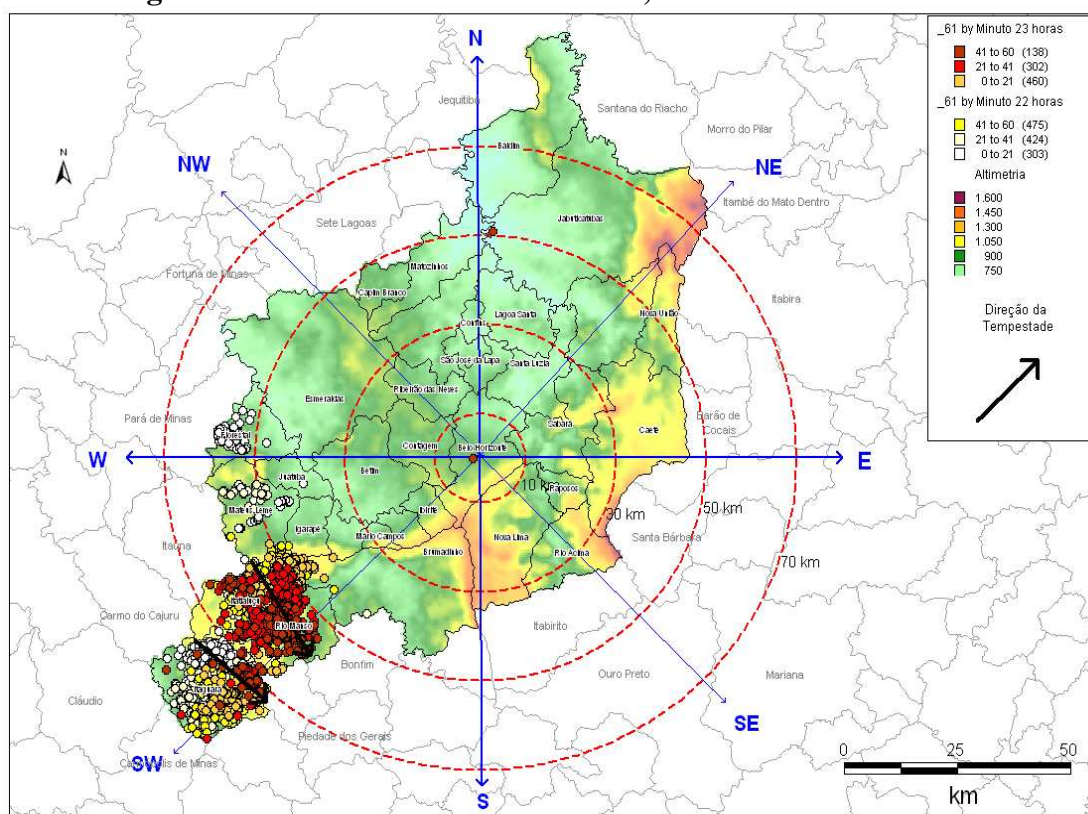 _61 by Minuto 23 horas
41 to 60 (138)
21 to 41 (302)
0 to 21 (460)
_61 by Minuto 22 horas
41 to 60 (475)
21 to 41 (424)
0 to 21 (303)
Altimetria
1.600
1.450
1.300
1.050
900
750
Direção da
Tempestade
N
N
NW
NE
W
E
SW
SE
S
Santana do Riacho
Morro do Pilar
Itambé do Mato Dentro
Baldim
Jaboticatubas
Sete Lagoas
Fortuna de Minas
Matozinhos
Capim Branco
Itabira
Lagoa Santa
Nova União
Confins
São José da Lapa
Santa Luzia
Ribeirão das Neves
Esmeraldas
Pará de Minas
Barão de
Cocais
Sabará
Caeté
Florestal
Contagem
Belo Horizonte
Betim
Juatuba
Raposos
10 km
30 km
50 km
70 km
Mateus Leme
Ibirité
Igarapé
Mário Campos
Nova Lima
Santa Bárbara
Brumadinho
Rio Acima
Itaúna
Itatiaiuçu
Carmo do Cajuru
Rio Manso
Itabirito
Bonfim
Ouro Preto
Mariana
Cláudio
Itaguara
Piedade dos Gerais
0 25 50
km